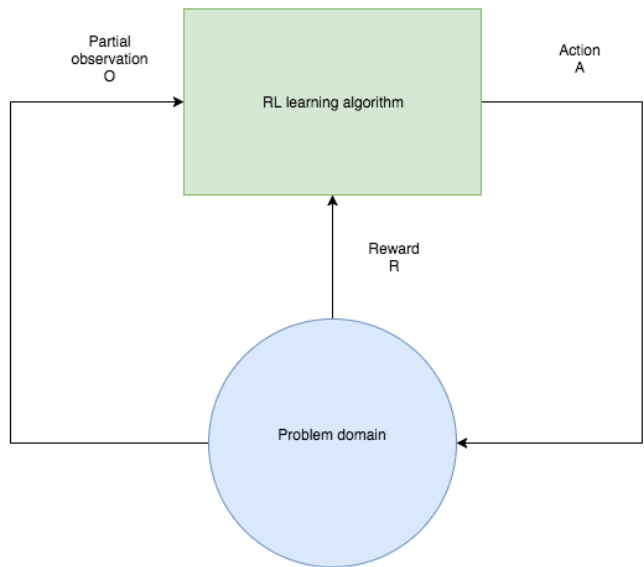 Partial
observation
O
RL learning algorithm
Action
A
Reward
R
Problem domain